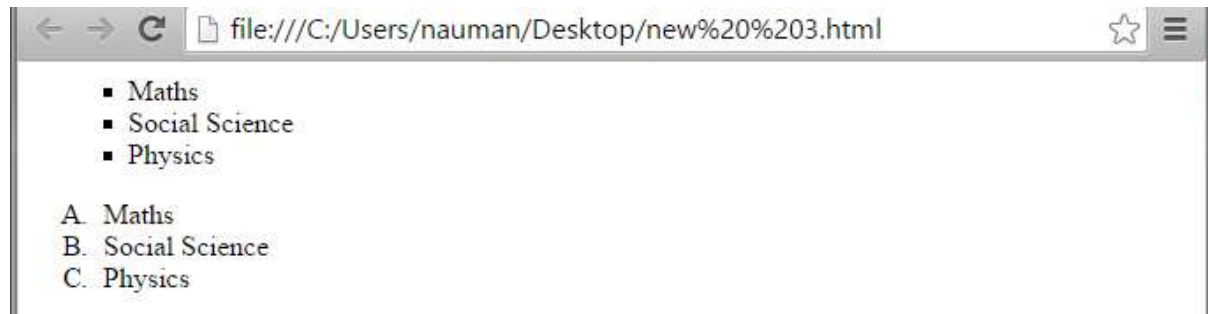 file:///C:/Users/nauman/Desktop/new%20%203.html
▪ Maths
▪ Social Science
▪ Physics
A. Maths
B. Social Science
C. Physics